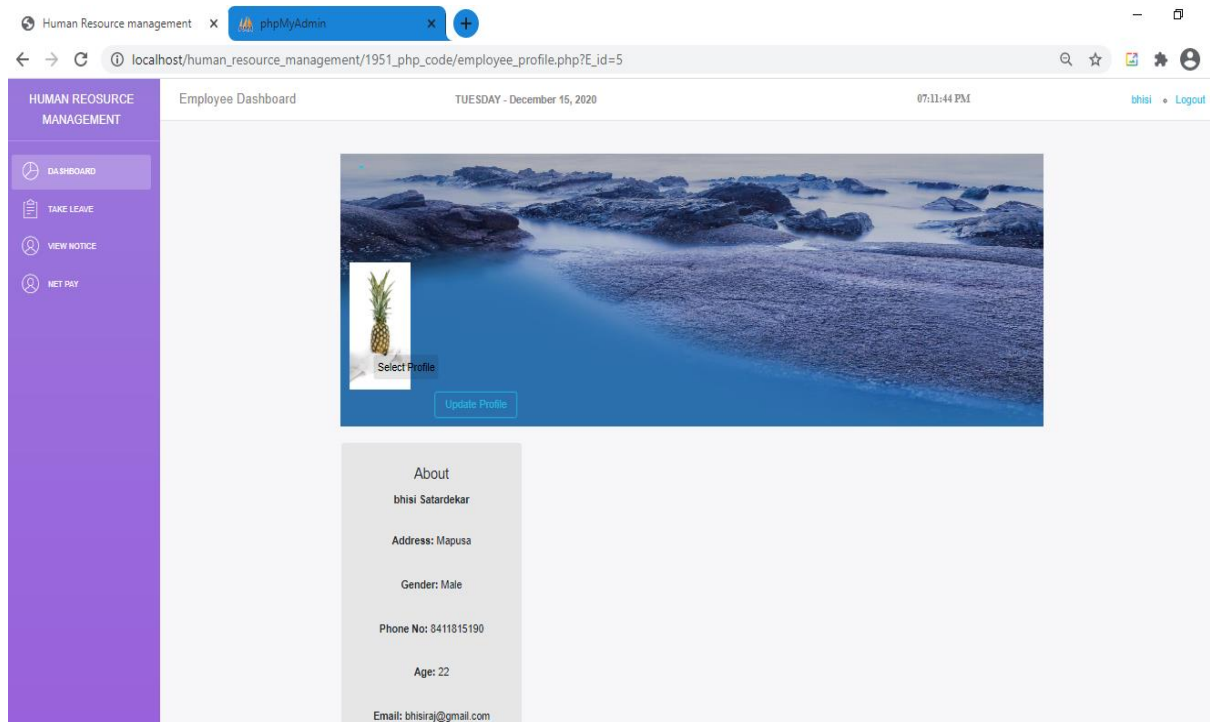 Human Resource management
phpMyAdmin
localhost/human_resource_management/1951_php_code/employee_profile.php?E_id=5
HUMAN REOSURCE
MANAGEMENT
Employee Dashboard
TUESDAY - December 15, 2020
07:11:44 PM
bhisi
Logout
DASHBOARD
TAKE LEAVE
VIEW NOTICE
NET PAY
Select Profile
Update Profile
About
bhisi Satardekar
Address: Mapusa
Gender: Male
Phone No: 8411815190
Age: 22
Email: bhisiraj@gmail.com